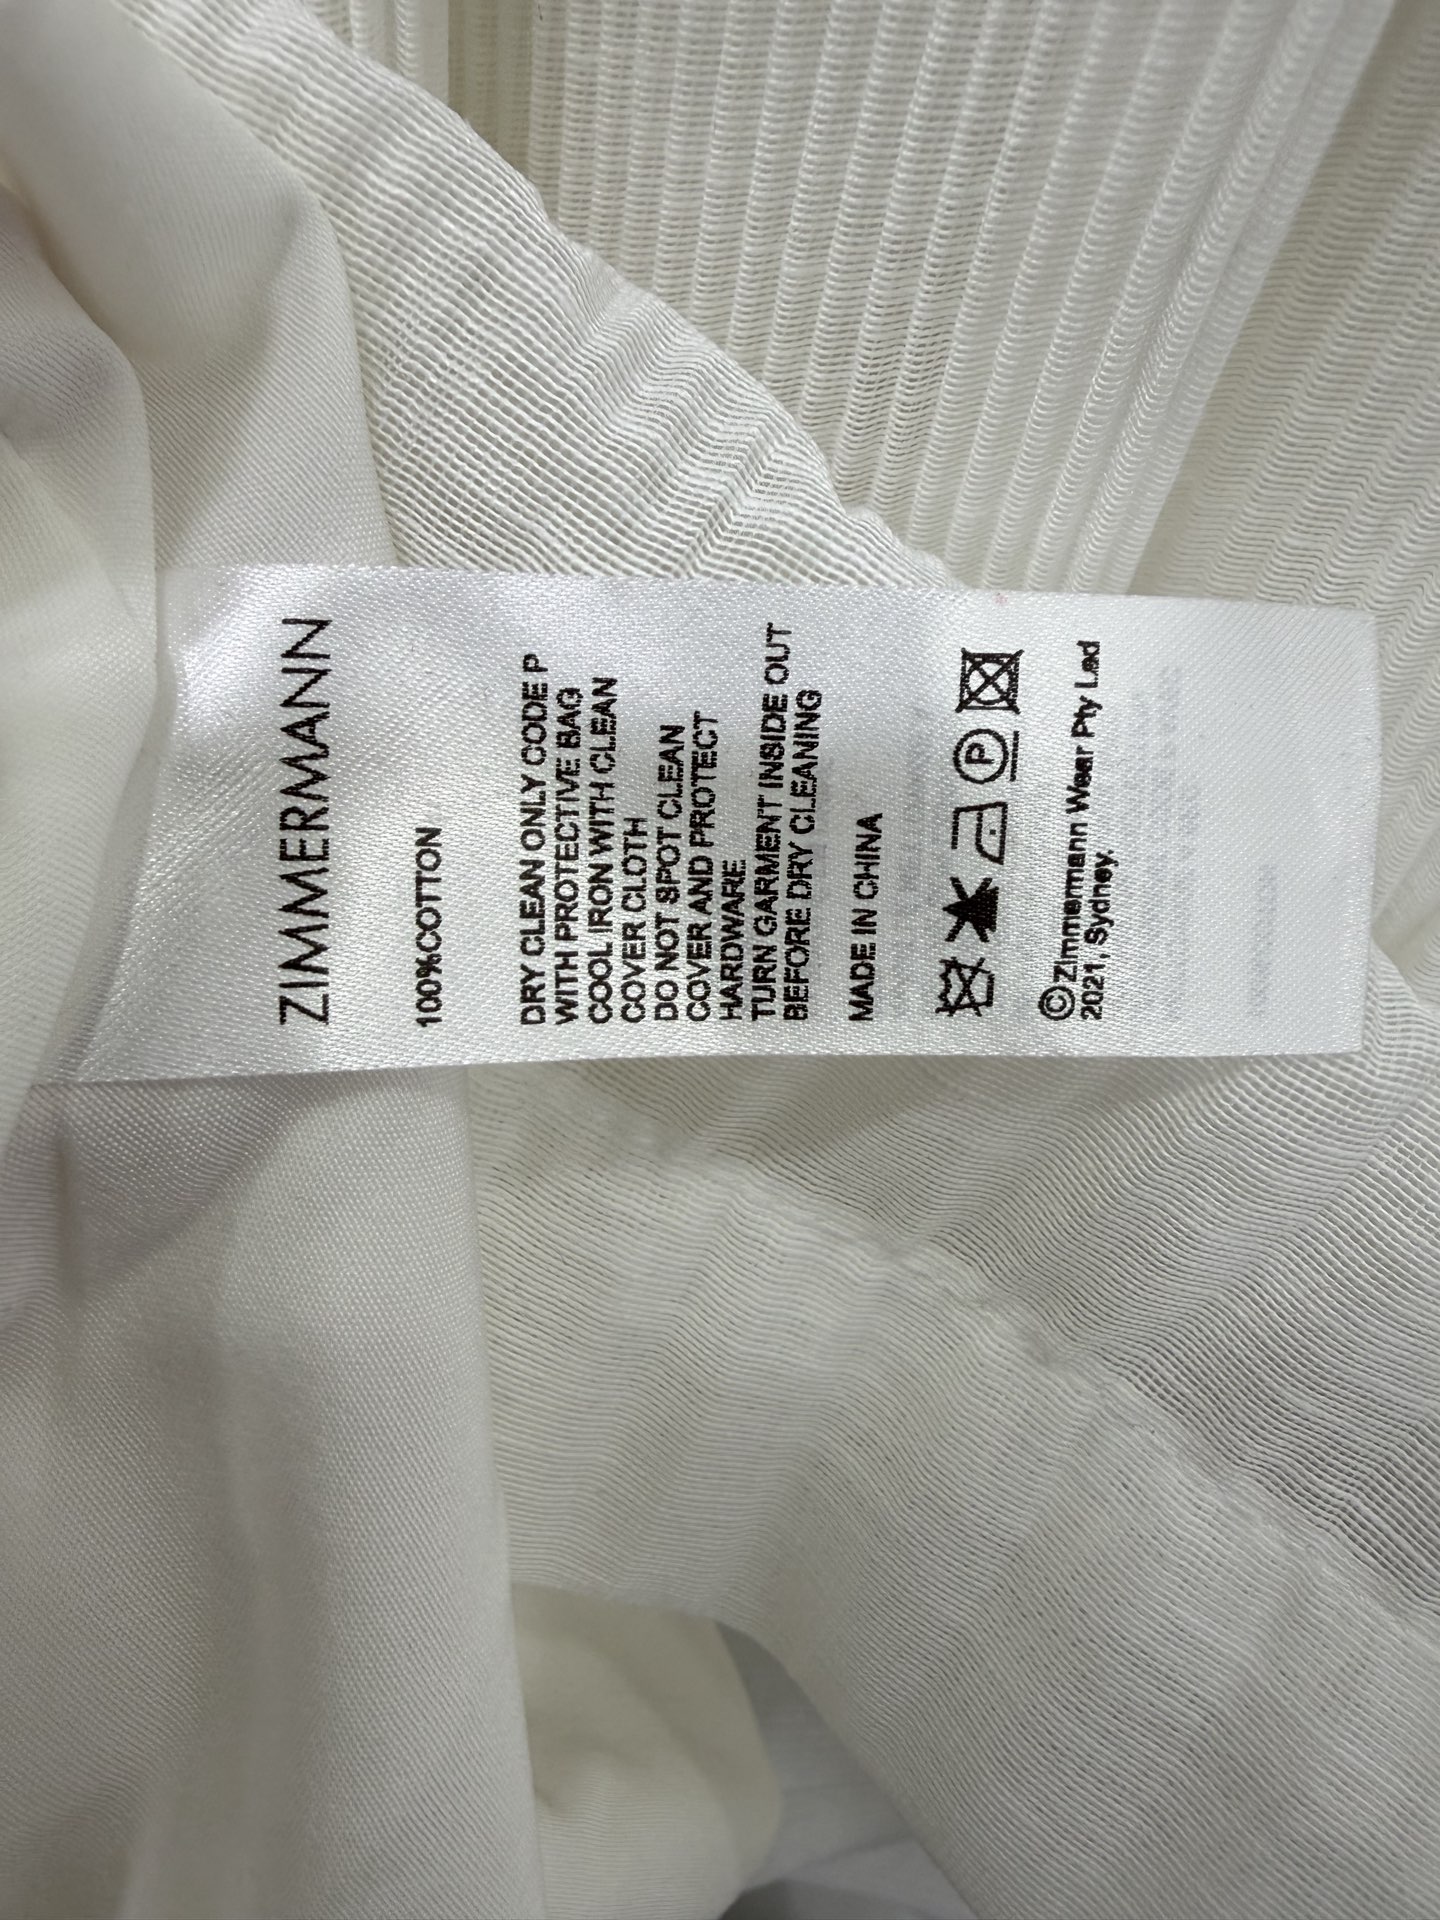 ZIMMERMANN
100%COTTON
DRY CLEAN ONLY CODE P
WITH PROTECTIVE BAG
COOL IRON WITH CLEAN
COVER CLOTH
DO NOT SPOT CLEAN
COVER AND PROTECT
HARDWARE
TURN GARMENT INSIDE OUT
BEFORE DRY CLEANING
MADE IN CHINA
P
©Zimmermann Wear Pty Lad
2021, Sydney.